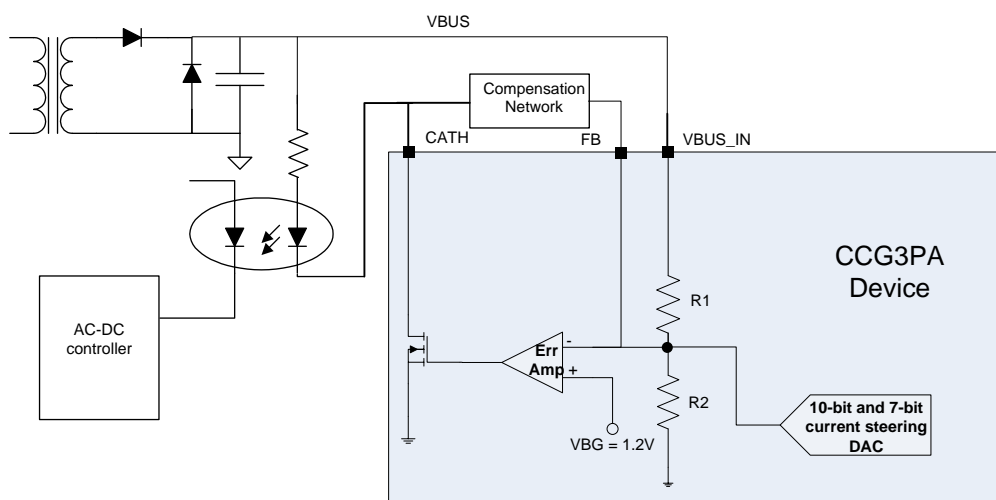 VBUS
Compensation
Network
CATH
FB
VBUS_IN
CCG3PA
Device
R1
AC-DC
controller
Err
Amp
-
+
R2
VBG = 1.2V
10-bit and 7-bit
current steering
DAC